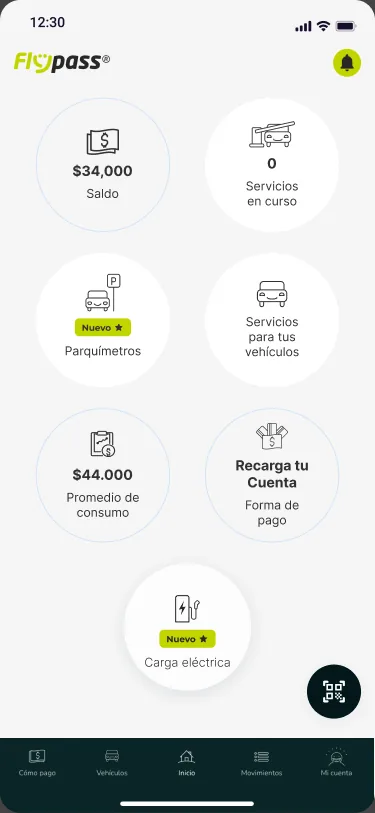 12:30
Flypass®
$34,000
Saldo
0
Servicios
en curso
P
Nuevo
Parquímetros
Servicios
para tus
vehículos
$44.000
Promedio de
consumo
Recarga tu
Cuenta
Forma de
pago
Nuevo
Carga eléctrica
Cómo pago
Vehículos
Inicio
Movimientos
Mi cuenta